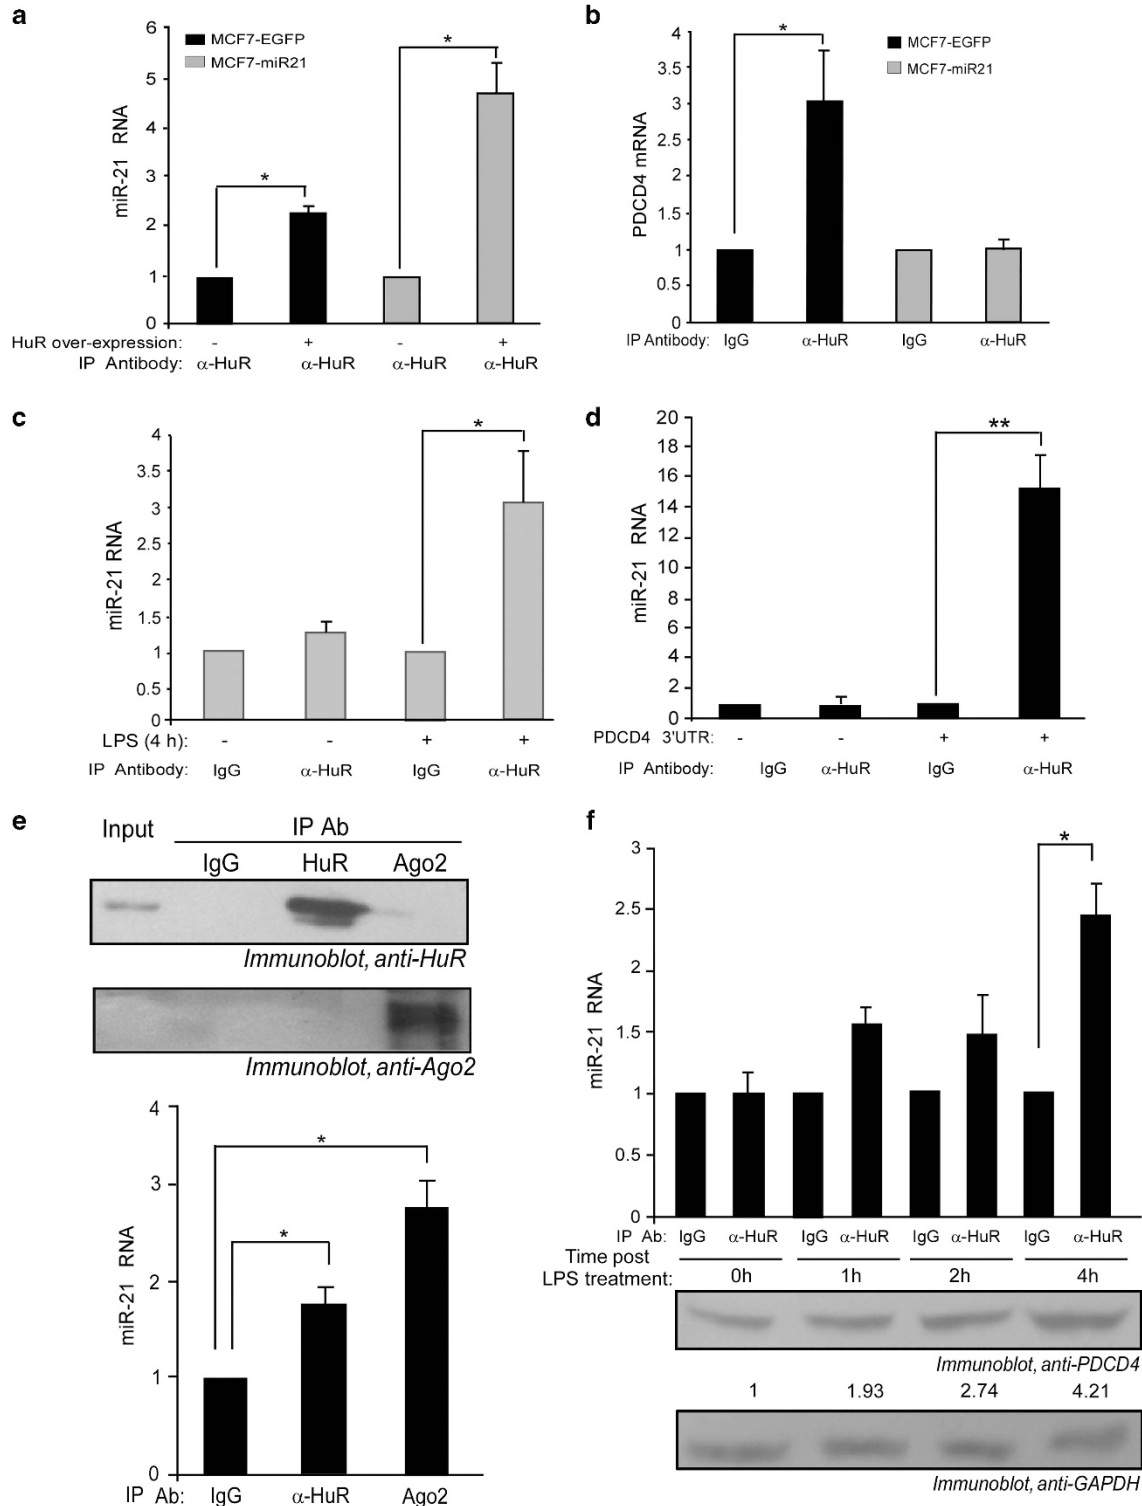 a
6
5
4
3
2
1
0
miR-21 RNA
MCF7-EGFP
MCF7-miR21
*
*
HuR over-expression: - + - +
IP Antibody: α-HuR α-HuR α-HuR α-HuR
b
4
3.5
3
2.5
2
1.5
1
0.5
0
PDCD4 mRNA
*
MCF7-EGFP
MCF7-miR21
IP Antibody: IgG α-HuR IgG α-HuR
c
4
3.5
3
2.5
2
1.5
1
0.5
0
miR-21 RNA
*
LPS (4 h): - - + +
IP Antibody: IgG α-HuR IgG α-HuR
d
20
18
16
14
12
10
8
6
4
2
0
miR-21 RNA
**
PDCD4 3'UTR: - - + +
IP Antibody: IgG α-HuR IgG α-HuR
e
Input IP Ab
IgG HuR Ago2
Immunoblot, anti-HuR
Immunoblot, anti-Ago2
4
3
2
1
0
miR-21 RNA
*
*
IP Ab: IgG α-HuR Ago2
f
3
2.5
2
1.5
1
0.5
0
miR-21 RNA
*
IP Ab: IgG α-HuR IgG α-HuR IgG α-HuR IgG α-HuR
Time post
LPS treatment: 0h 1h 2h 4h
Immunoblot, anti-PDCD4
1 1.93 2.74 4.21
Immunoblot, anti-GAPDH